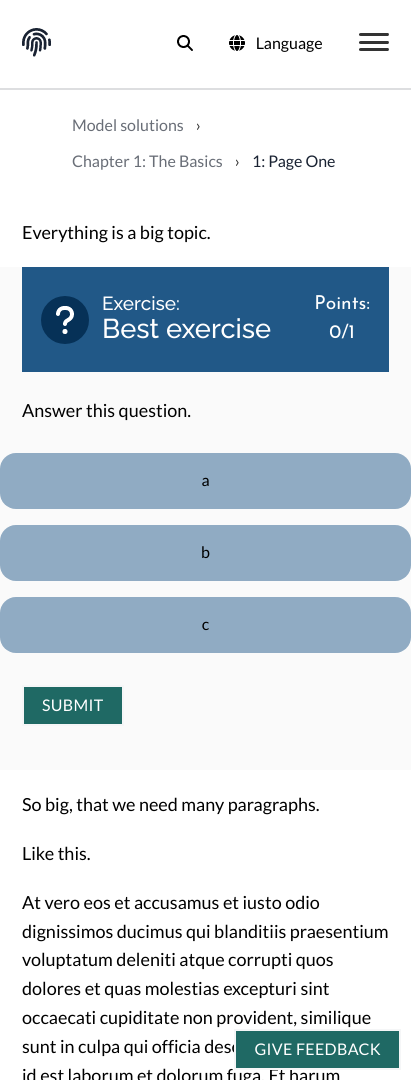 Language
Model solutions ›
Chapter 1: The Basics › 1: Page One
Everything is a big topic.
Exercise:
Best exercise
Points:
0/1
?
Answer this question.
a
b
c
SUBMIT
So big, that we need many paragraphs.
Like this.
At vero eos et accusamus et iusto odio
dignissimos ducimus qui blanditiis praesentium
voluptatum deleniti atque corrupti quos
dolores et quas molestias excepturi sint
occaecati cupiditate non provident, similique
sunt in culpa qui officia
GIVE FEEDBACK
id est laborum et dolorum fuga. Et harum